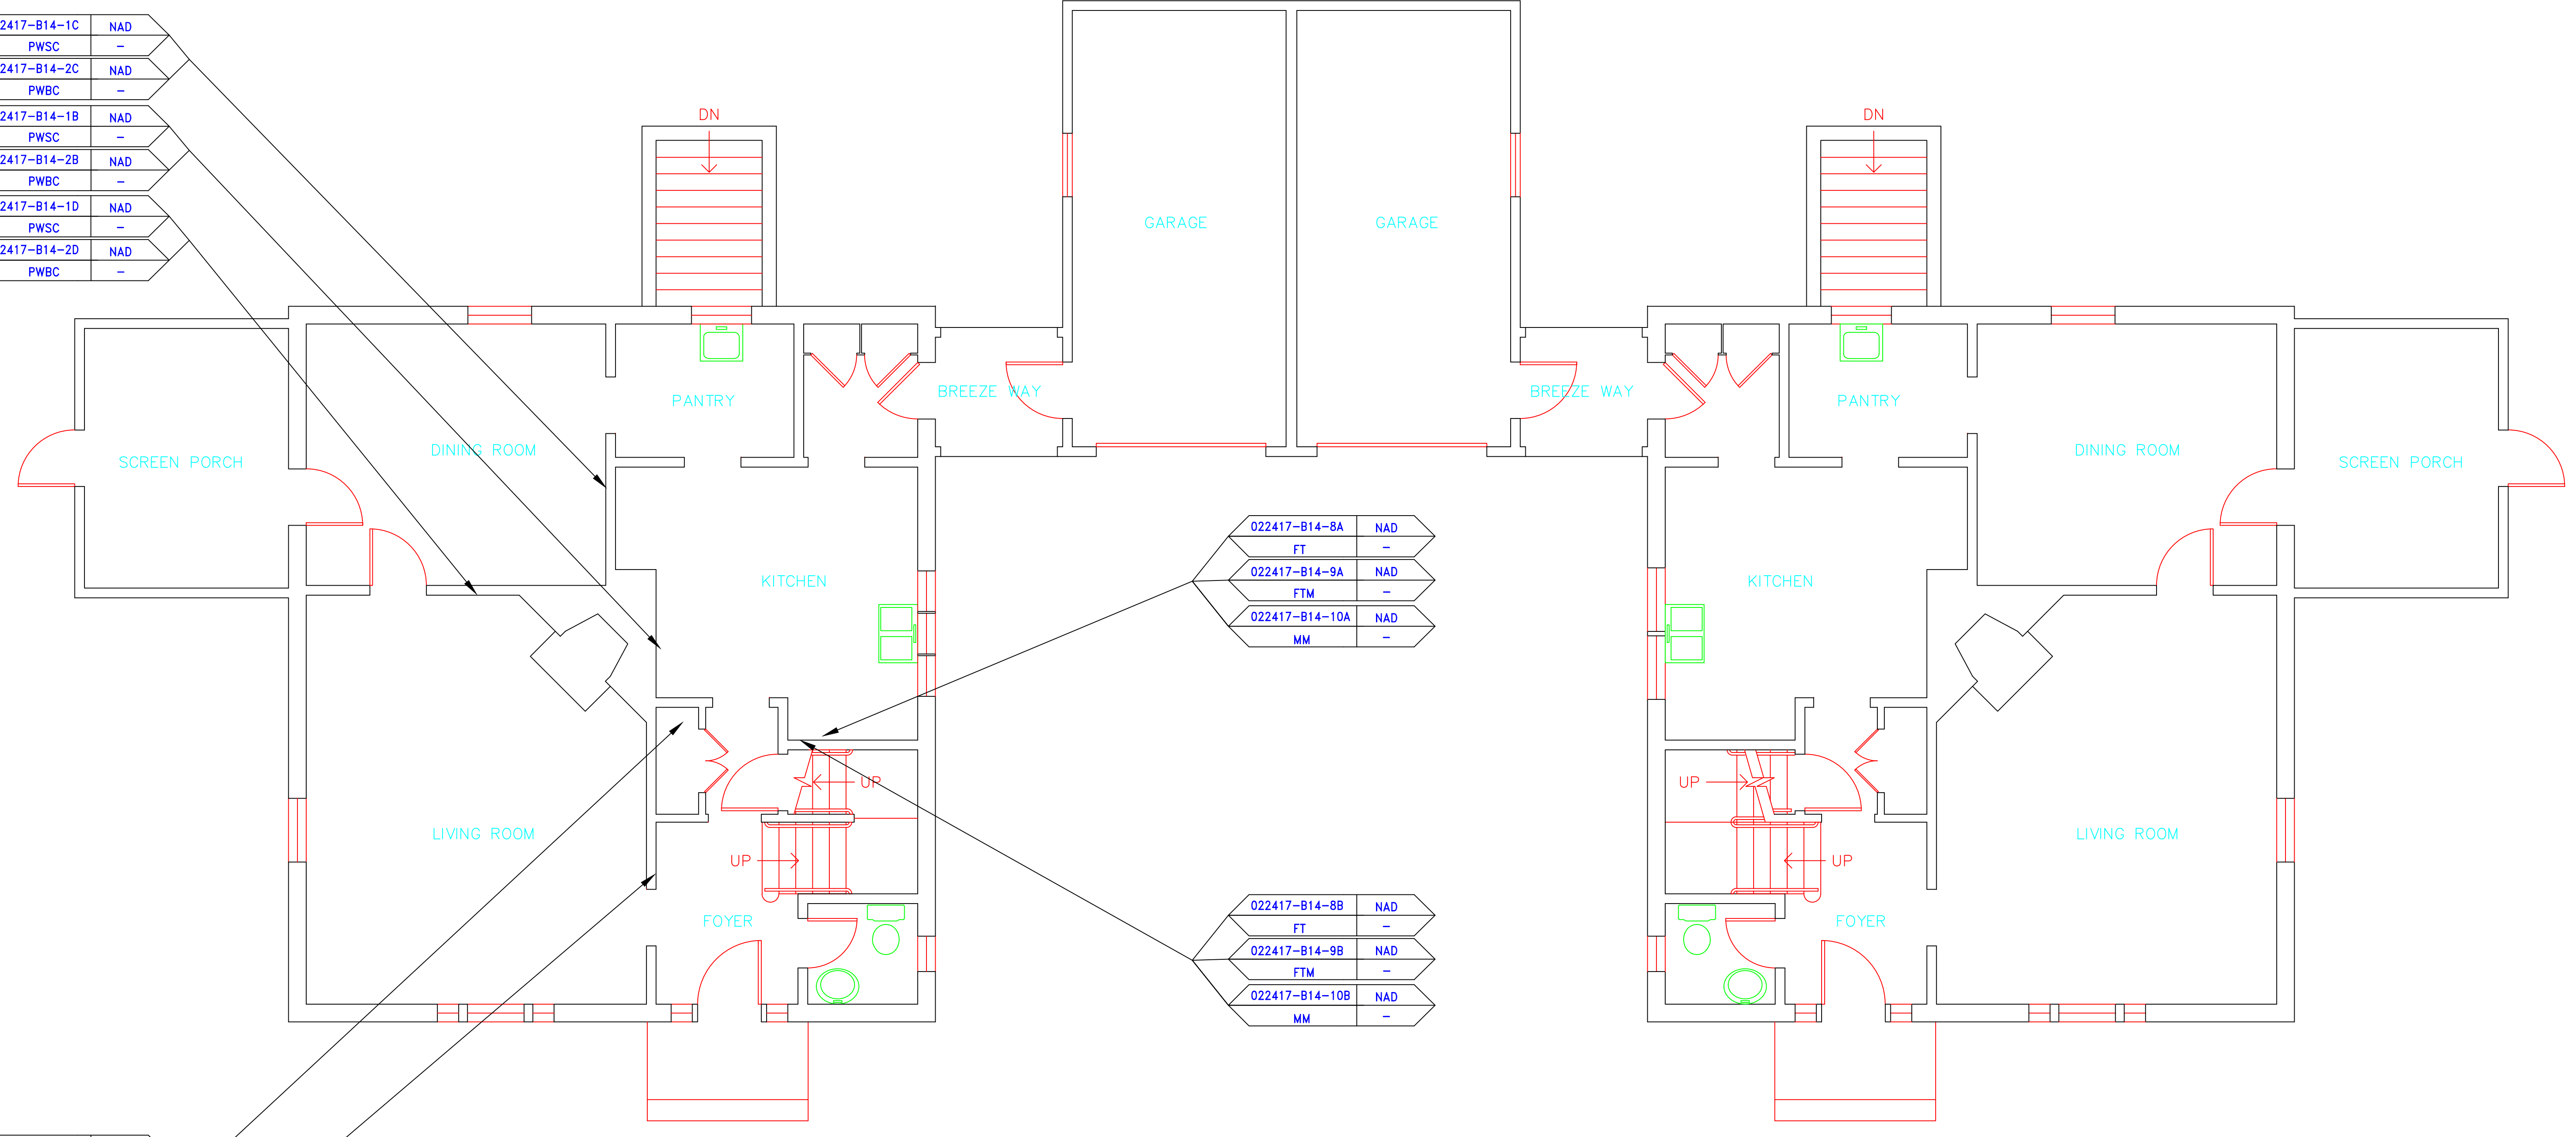 2417-B14-1C NAD
PWSC -
2417-B14-2C NAD
PWBC -
2417-B14-1B NAD
PWSC -
2417-B14-2B NAD
PWBC -
2417-B14-1D NAD
PWSC -
2417-B14-2D NAD
PWBC -
DN
DN
GARAGE
GARAGE
BREEZE WAY
BREEZE WAY
PANTRY
PANTRY
DINING ROOM
DINING ROOM
SCREEN PORCH
SCREEN PORCH
022417-B14-8A NAD
FT -
022417-B14-9A NAD
FTM -
022417-B14-10A NAD
MM -
KITCHEN
KITCHEN
UP
UP
LIVING ROOM
LIVING ROOM
UP
UP
FOYER
FOYER
022417-B14-8B NAD
FT -
022417-B14-9B NAD
FTM -
022417-B14-10B NAD
MM -